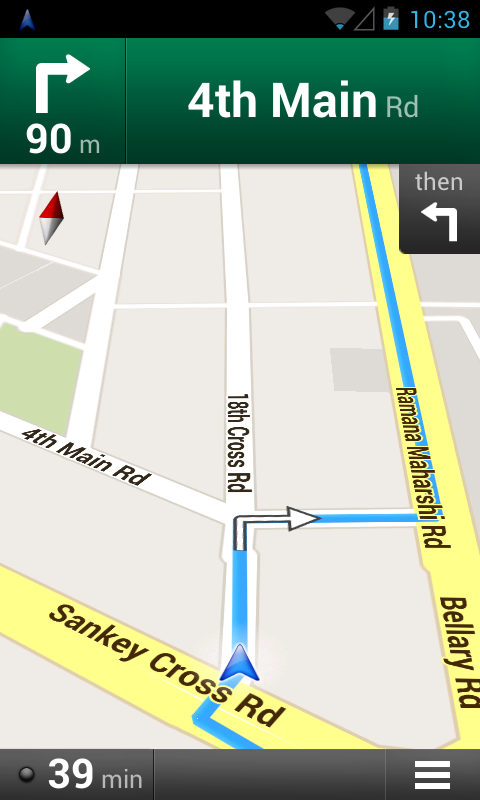 10:38
4th Main Rd
90 m
then
18th Cross Rd
Ramana Maharshi Rd
4th Main Rd
Sankey Cross Rd
Bellary Rd
39 min